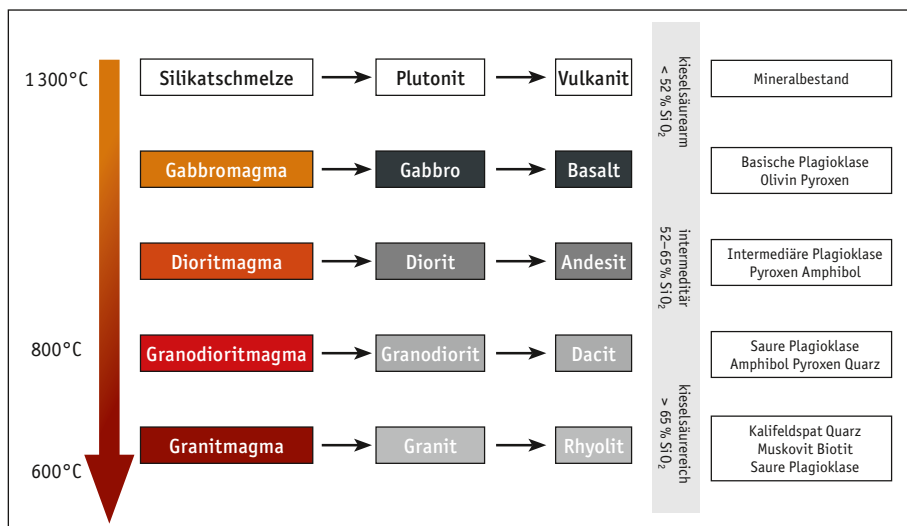 1300°C
Silikatschmelze
Plutonit
Vulkanit
kieselsäurearm
< 52 % SiO₂
Mineralbestand
Gabbromagma
Gabbro
Basalt
Basische Plagioklase
Olivin Pyroxen
Dioritmagma
Diorit
Andesit
intermeditär
52–65 % SiO₂
Intermediäre Plagioklase
Pyroxen Amphibol
800°C
Granodioritmagma
Granodiorit
Dacit
Saure Plagioklase
Amphibol Pyroxen Quarz
600°C
Granitmagma
Granit
Rhyolit
kieselsäurereich
> 65 % SiO₂
Kalifeldspat Quarz
Muskovit Biotit
Saure Plagioklase